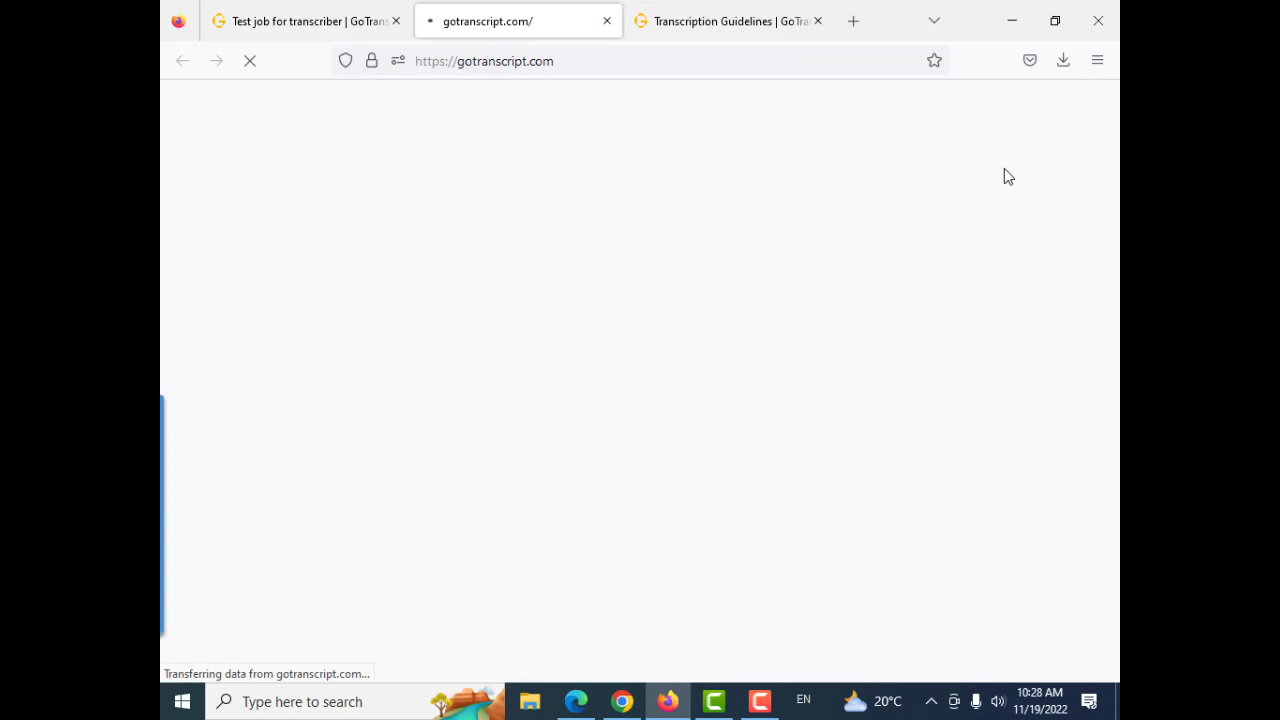 Test job for transcriber | GoTrans
gotranscript.com/
Transcription Guidelines | GoTra
https://gotranscript.com
Transferring data from gotranscript.com...
Type here to search
EN
20°C
10:28 AM
11/19/2022